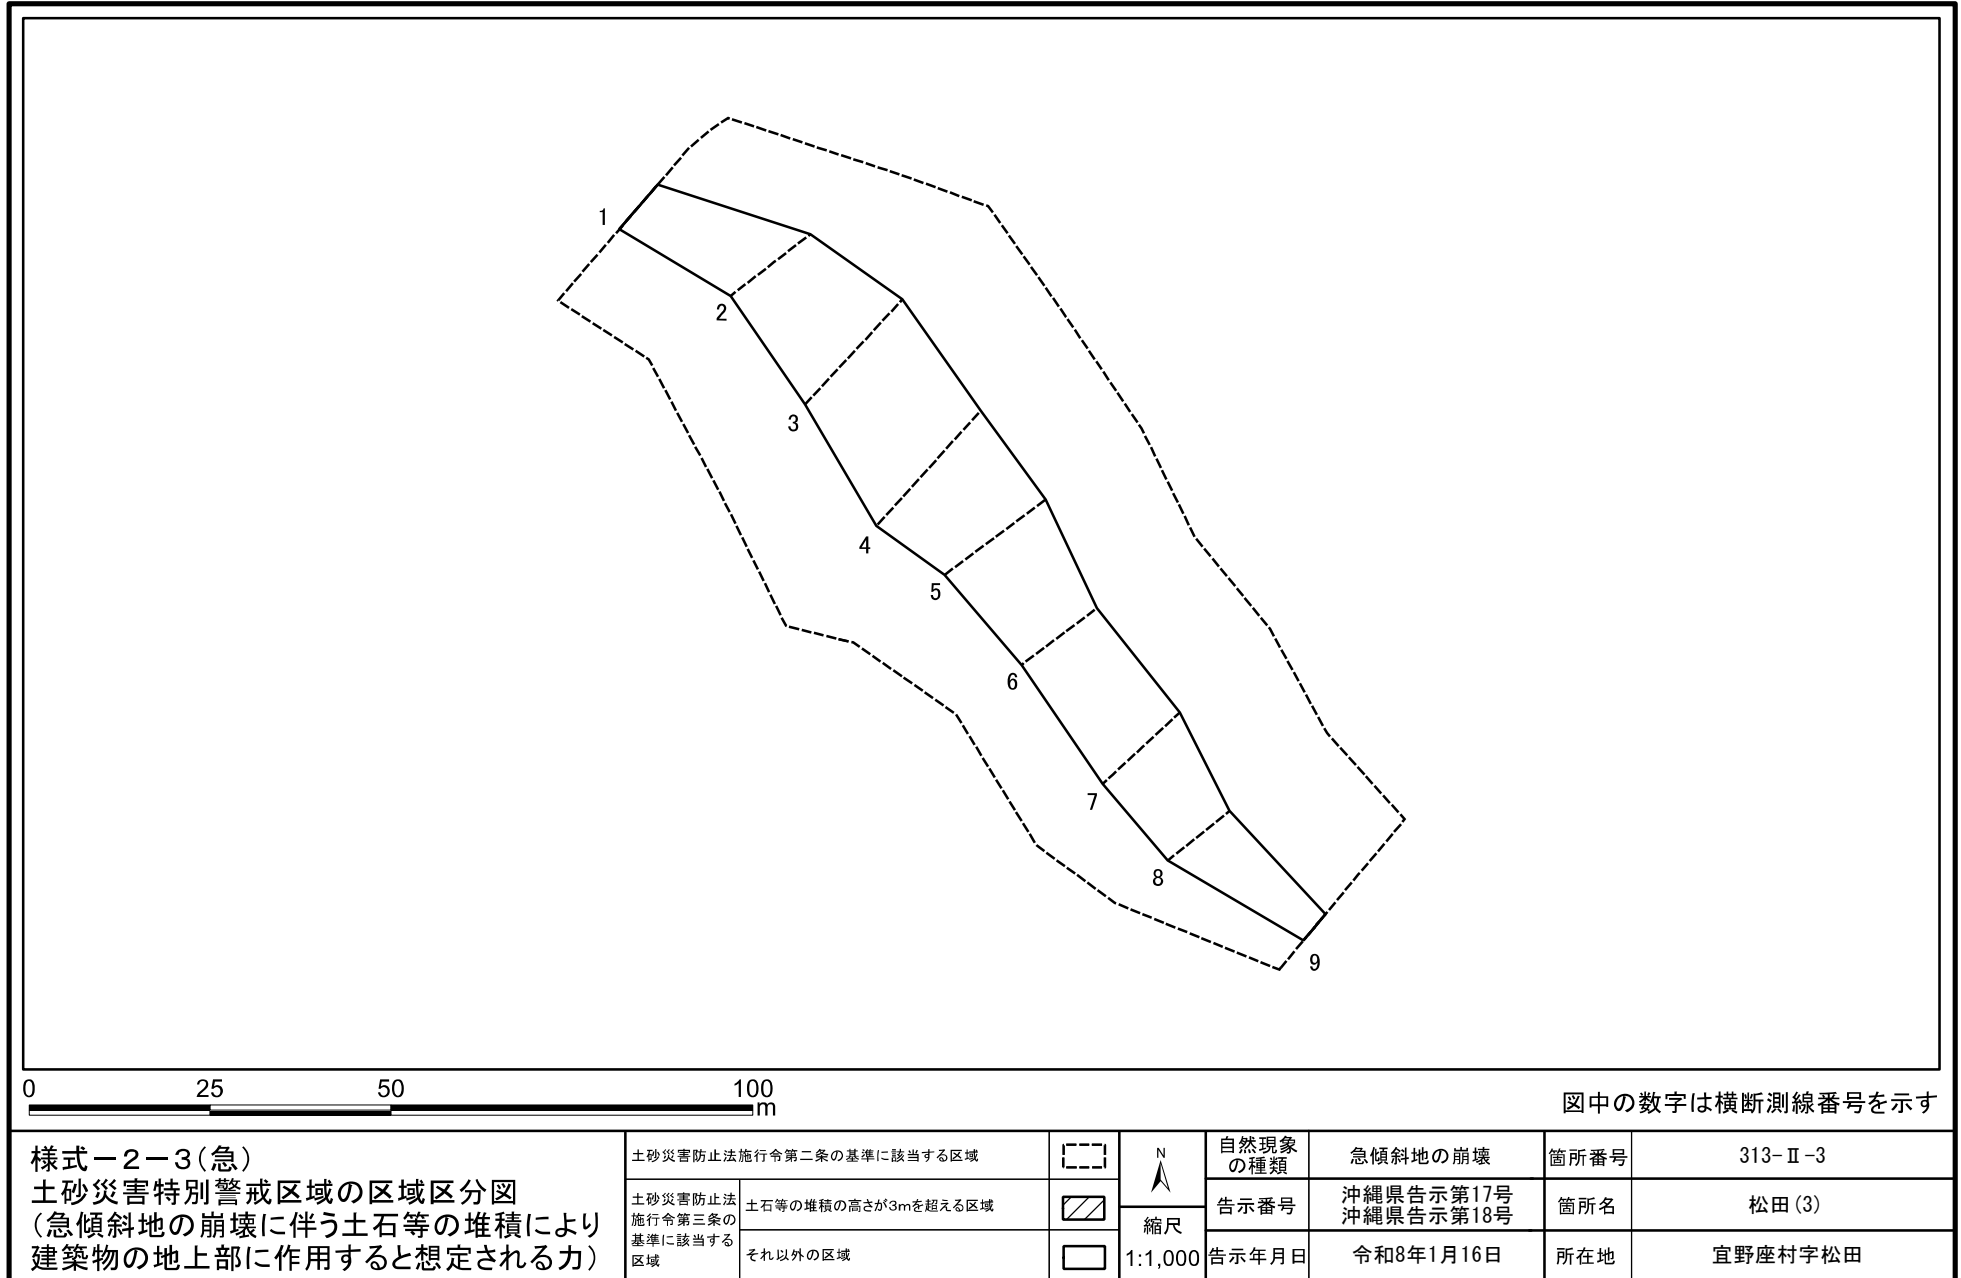 1
2
3
4
5
6
7
8
9
0 25 50 100
m
図中の数字は横断測線番号を示す
様式－2－3(急)
土砂災害特別警戒区域の区域区分図
(急傾斜地の崩壊に伴う土石等の堆積により
建築物の地上部に作用すると想定される力)
土砂災害防止法施行令第二条の基準に該当する区域
土砂災害防止法
施行令第三条の
基準に該当する
区域
土石等の堆積の高さが3mを超える区域
それ以外の区域
N
縮尺
1:1,000
自然現象
の種類
急傾斜地の崩壊
箇所番号
313-Ⅱ-3
告示番号
沖縄県告示第17号
沖縄県告示第18号
箇所名
松田(3)
告示年月日
令和8年1月16日
所在地
宜野座村字松田